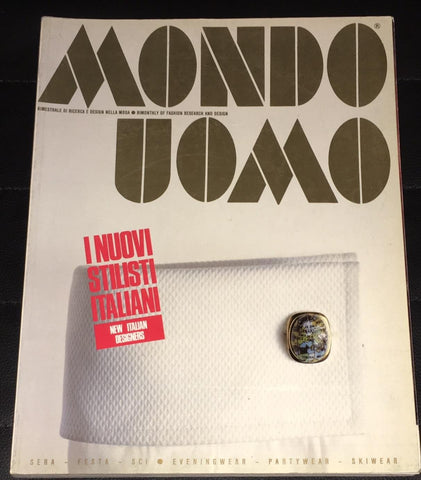 MONDO®
BIMESTRALE DI RICERCA E DESIGN NELLA MODA ● BIMONTHLY OF FASHION RESEARCH AND DESIGN
UOMO
I NUOVI
STILISTI
ITALIANI
NEW ITALIAN
DESIGNERS
SERA - FESTA - SCI ● EVENINGWEAR - PARTYWEAR - SKIWEAR